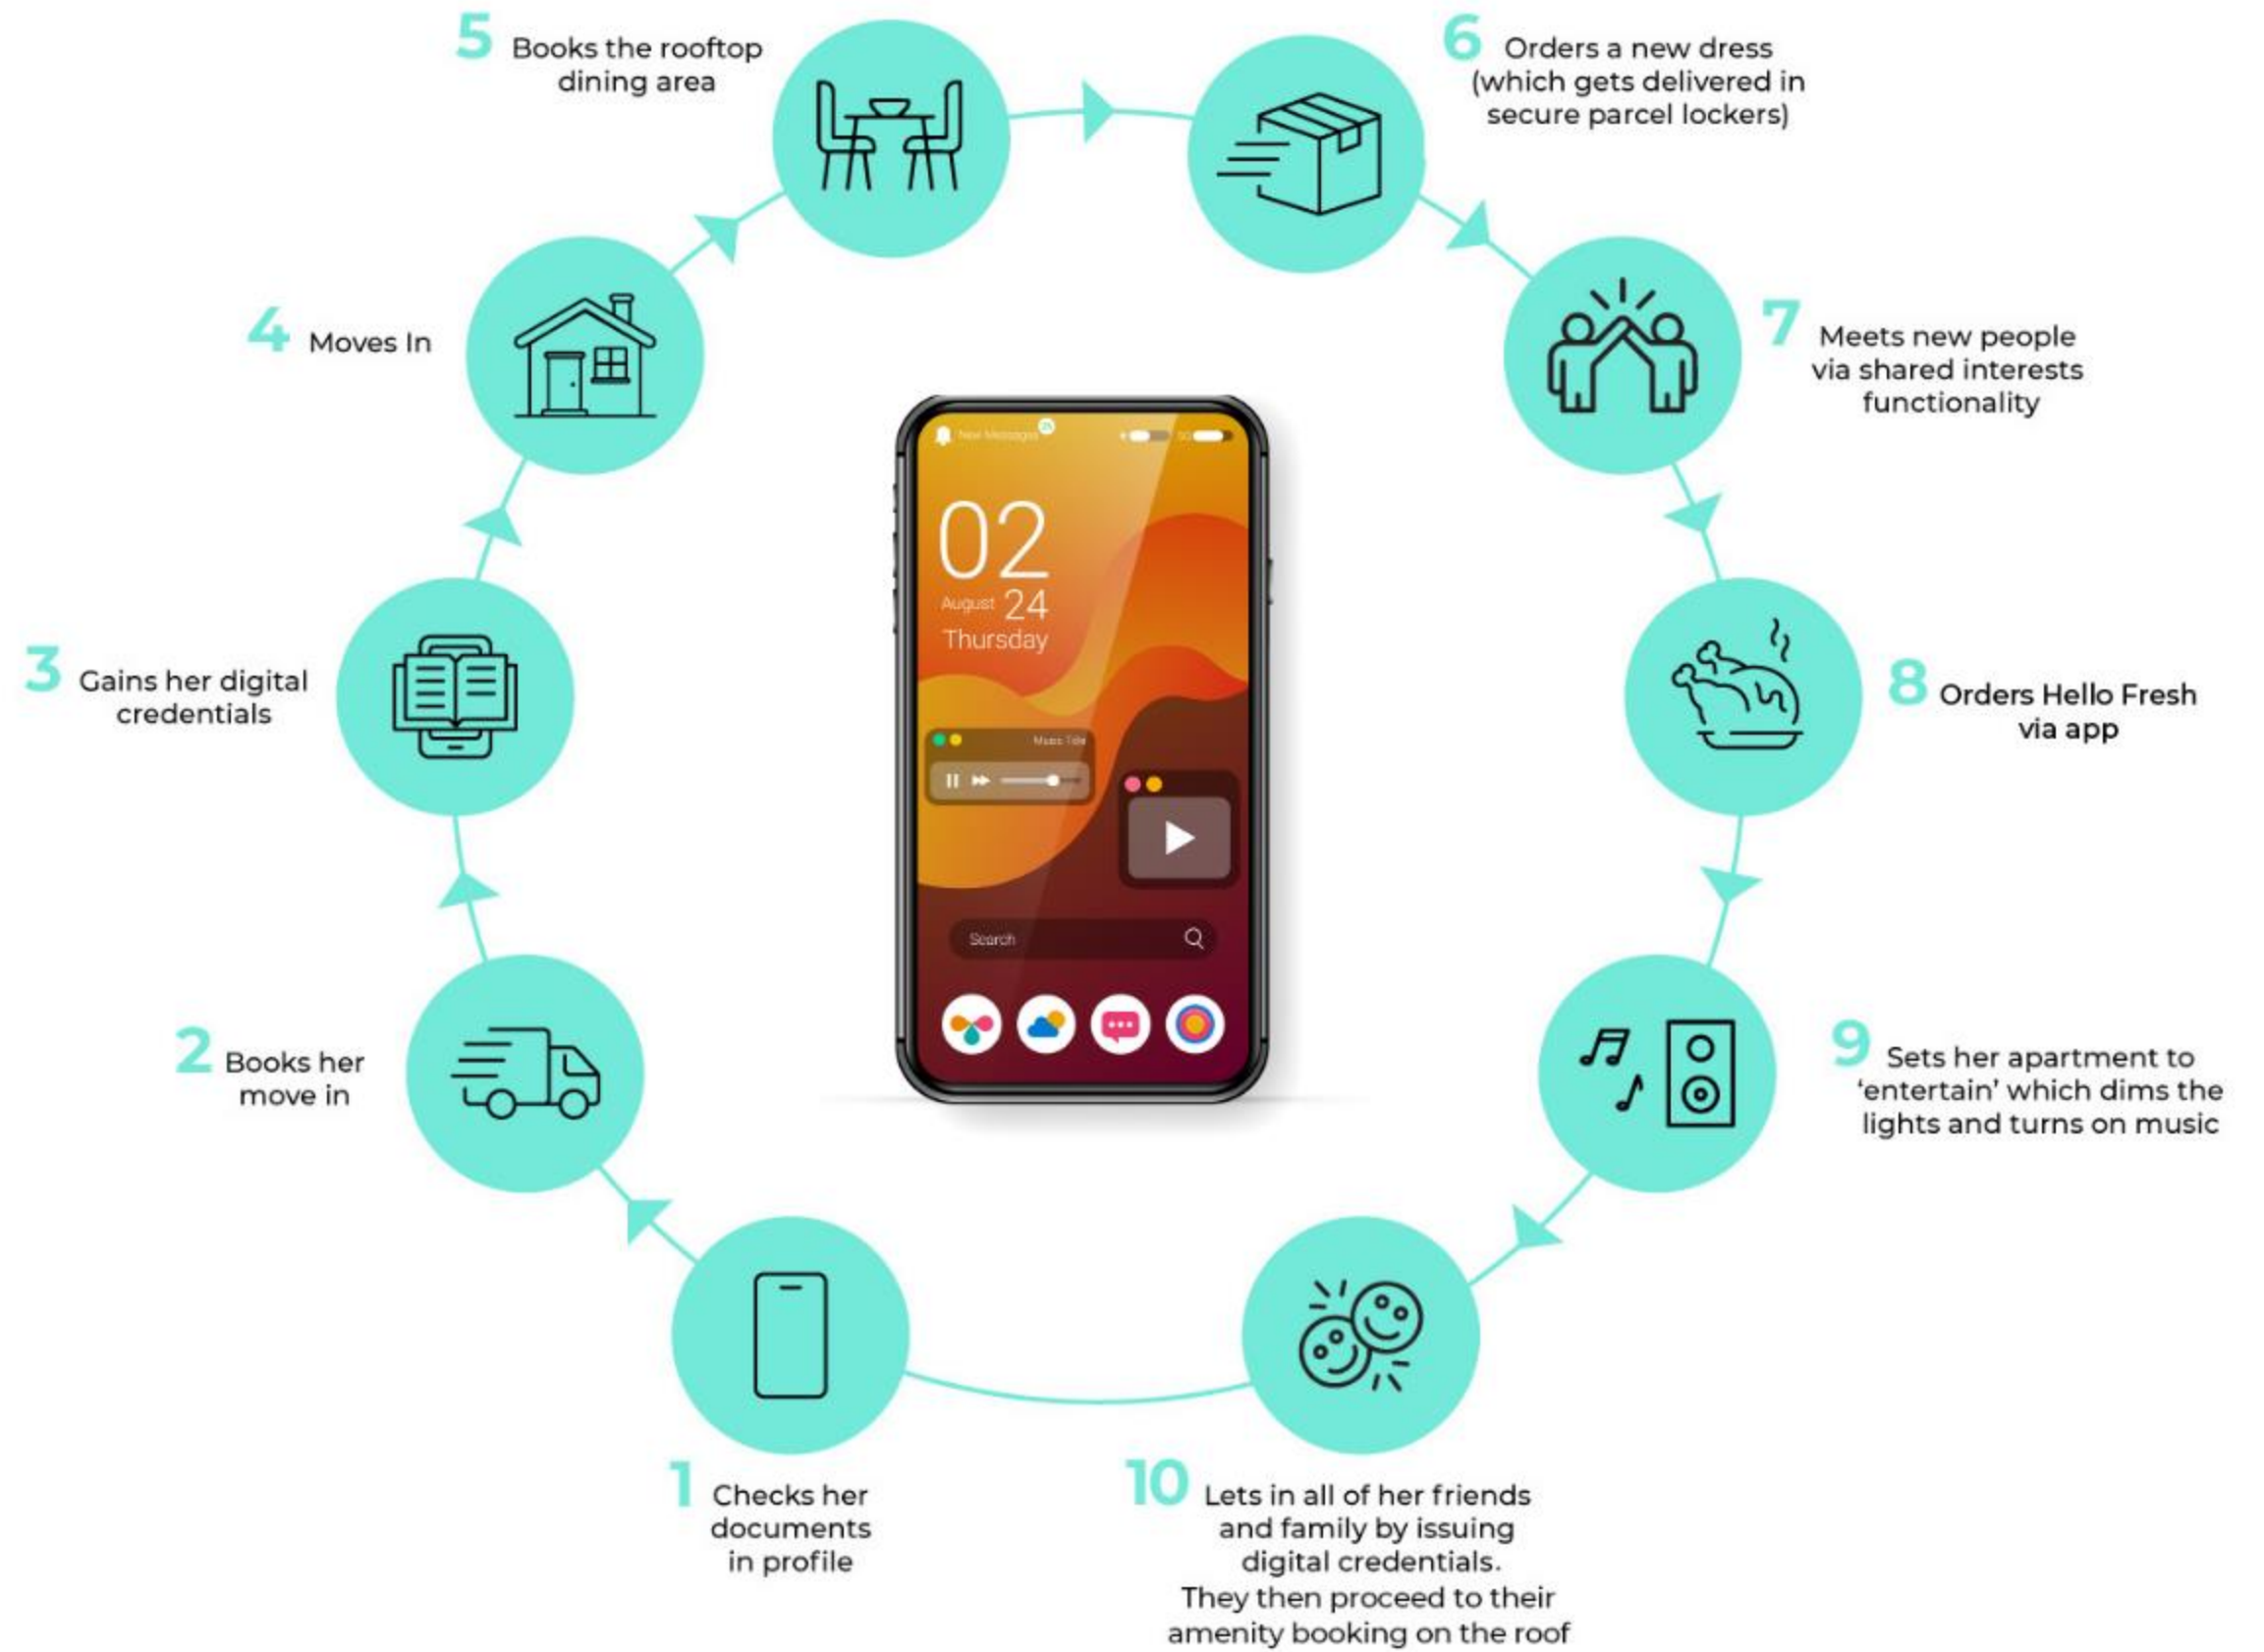 1
Checks her
documents
in profile
2
Books her
move in
3
Gains her digital
credentials
4
Moves In
5
Books the rooftop
dining area
6
Orders a new dress
(which gets delivered in
secure parcel lockers)
7
Meets new people
via shared interests
functionality
8
Orders Hello Fresh
via app
9
Sets her apartment to
‘entertain’ which dims the
lights and turns on music
10
Lets in all of her friends
and family by issuing
digital credentials.
They then proceed to their
amenity booking on the roof
New Messages
02
August 24
Thursday
Music Title
Search